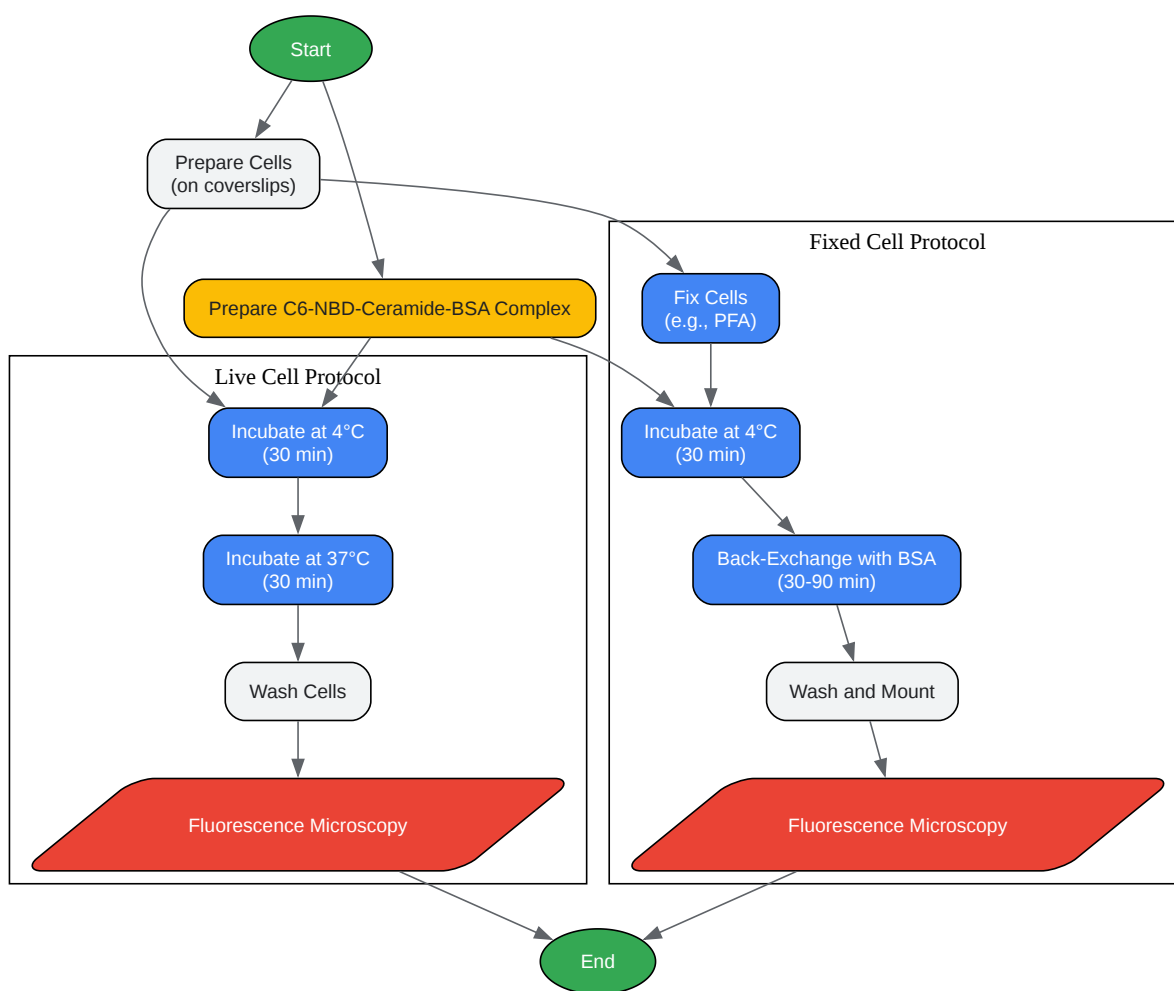 Start
Prepare Cells
(on coverslips)
Prepare C6-NBD-Ceramide-BSA Complex
Live Cell Protocol
Incubate at 4°C
(30 min)
Incubate at 37°C
(30 min)
Wash Cells
Fluorescence Microscopy
Fixed Cell Protocol
Fix Cells
(e.g., PFA)
Incubate at 4°C
(30 min)
Back-Exchange with BSA
(30-90 min)
Wash and Mount
Fluorescence Microscopy
End